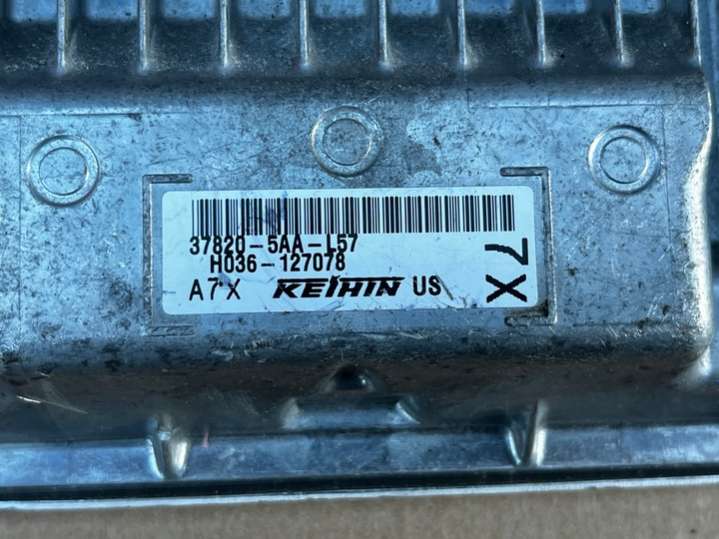 37820-5AA-L57
H036-127078
A7X KEIHIN US
7X